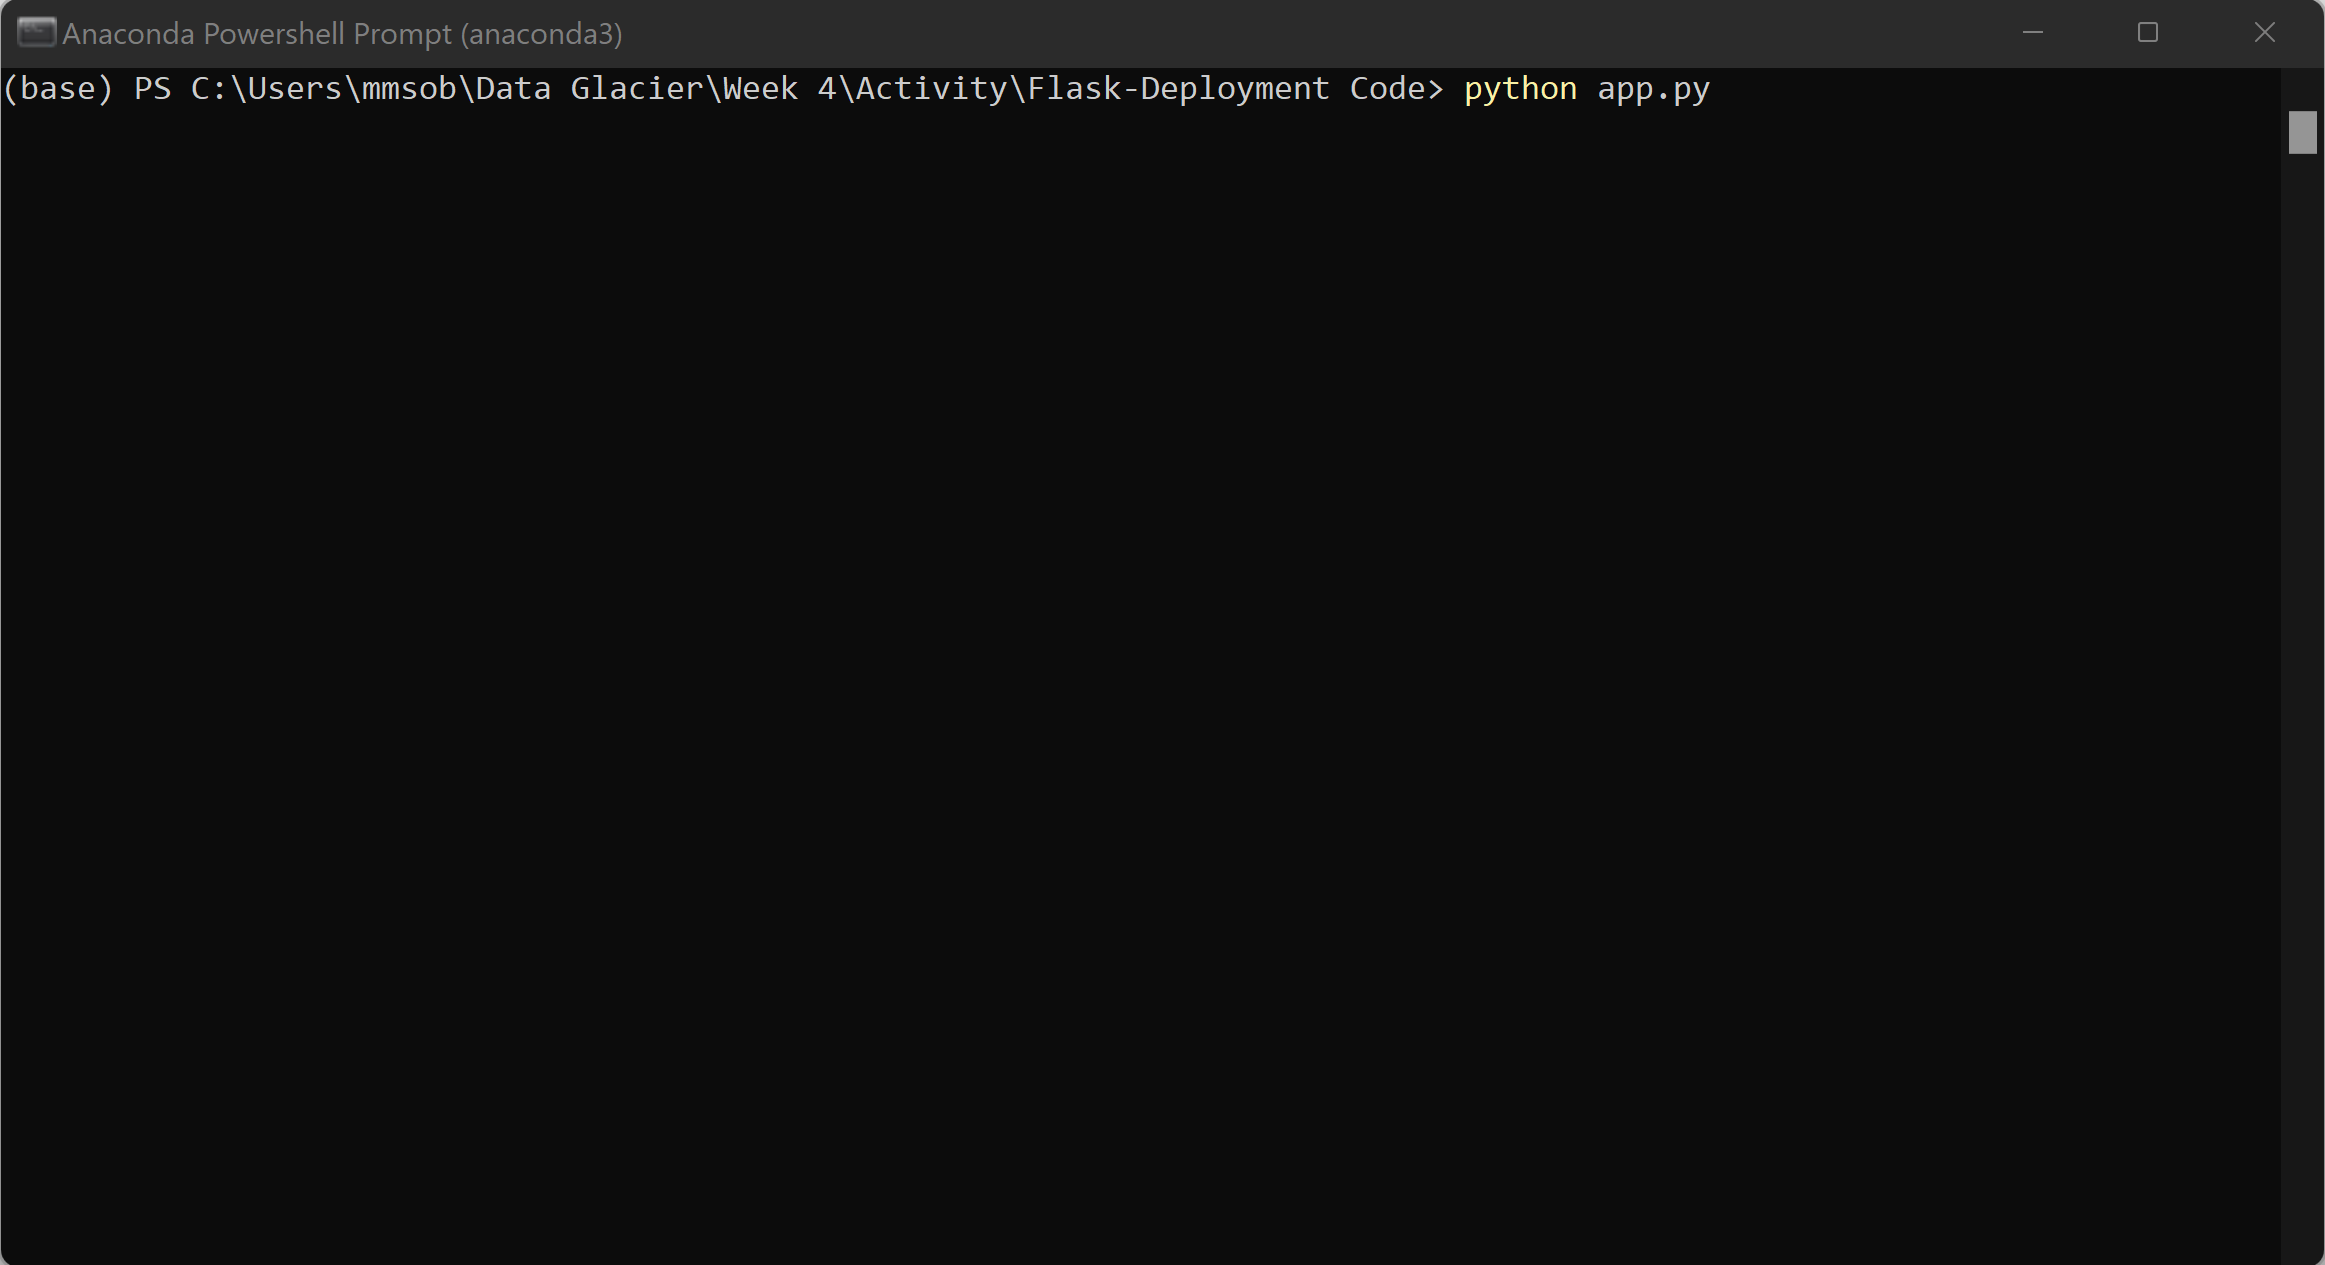 Anaconda Powershell Prompt (anaconda3)
(base) PS C:\Users\mmsob\Data Glacier\Week 4\Activity\Flask-Deployment Code> python app.py